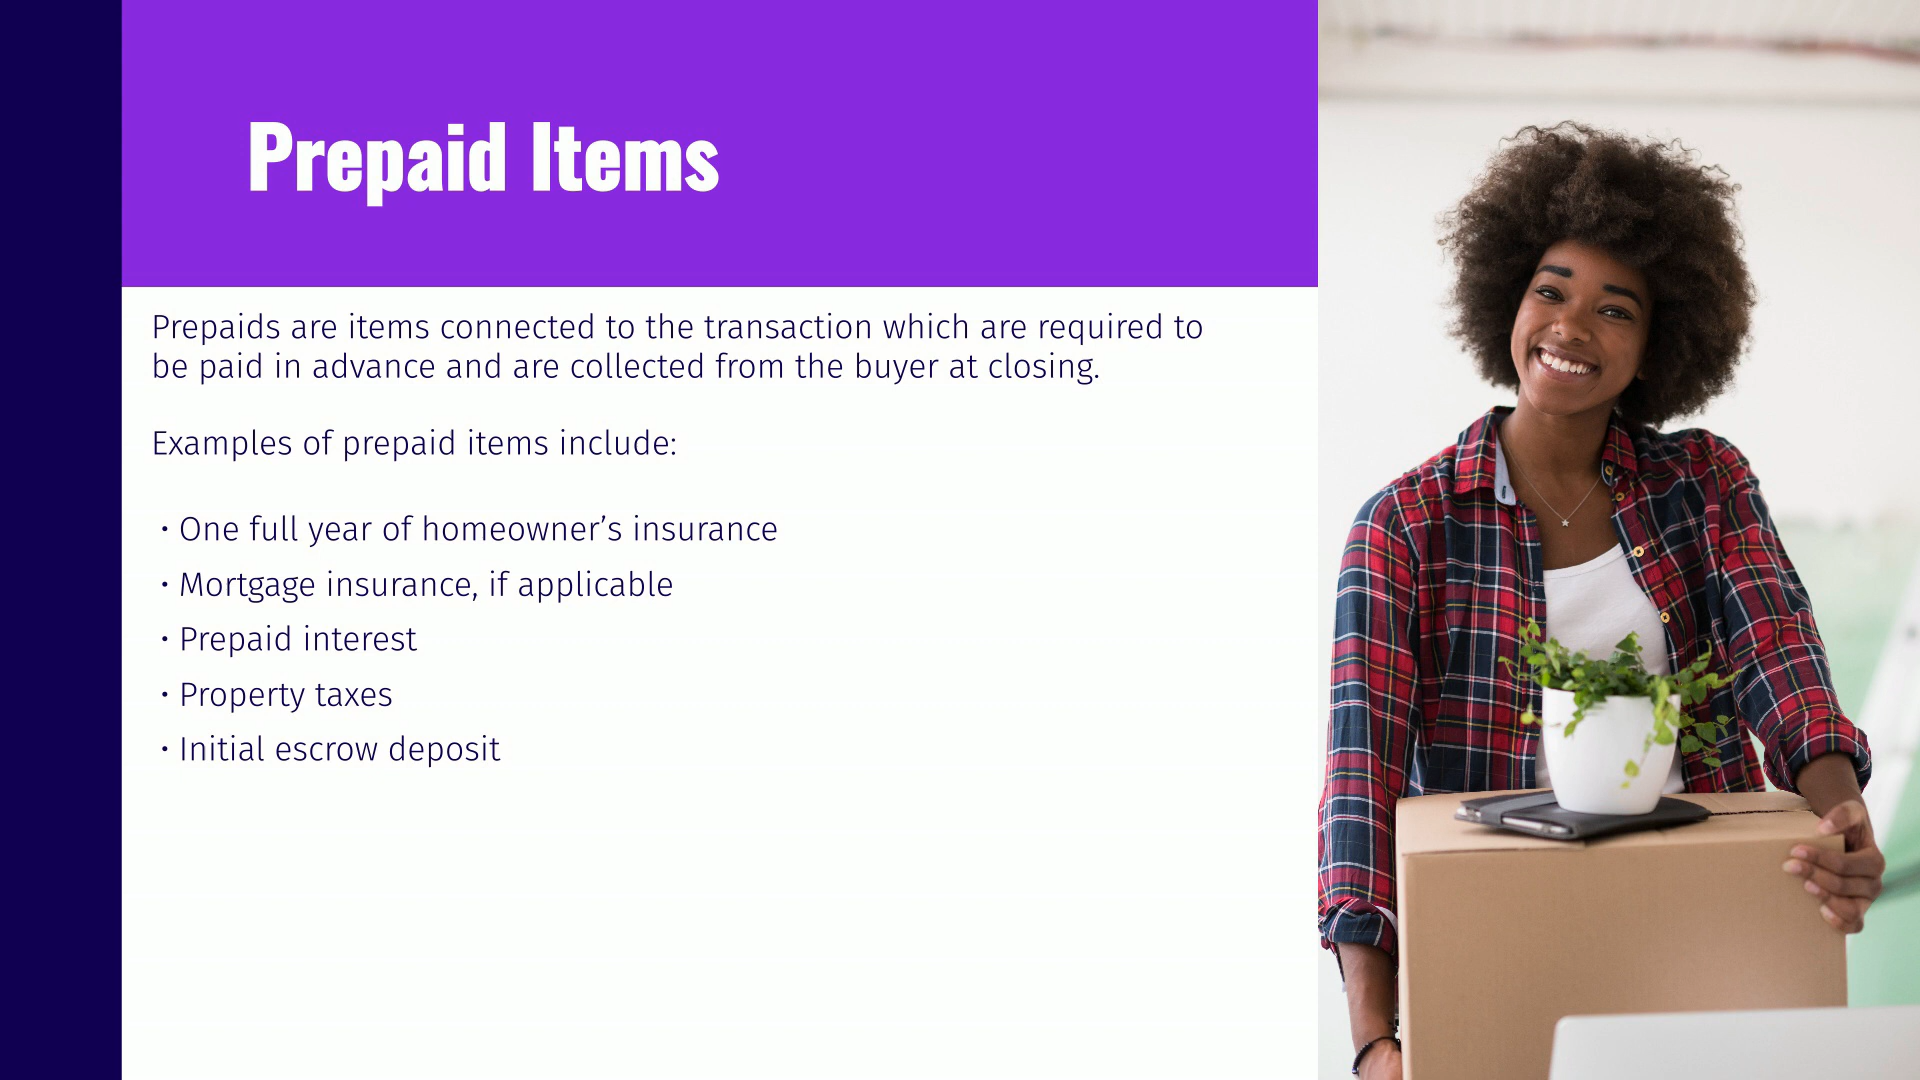 Prepaid Items
Prepaids are items connected to the transaction which are required to
be paid in advance and are collected from the buyer at closing.
Examples of prepaid items include:
· One full year of homeowner’s insurance
· Mortgage insurance, if applicable
· Prepaid interest
· Property taxes
· Initial escrow deposit